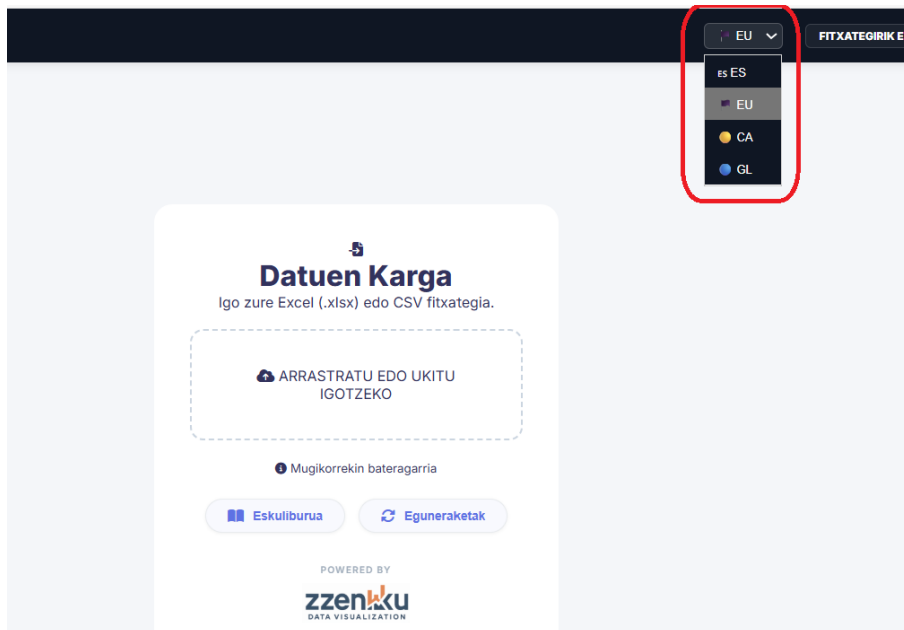 EU
FITXATEGIRIK E
ES ES
EU
CA
GL
Datuen Karga
Igo zure Excel (.xlsx) edo CSV fitxategia.
ARRASTRATU EDO UKITU
IGOTZEKO
Mugikorrekin bateragarria
Eskuliburua
Eguneraketak
POWERED BY
zzenkku
DATA VISUALIZATION